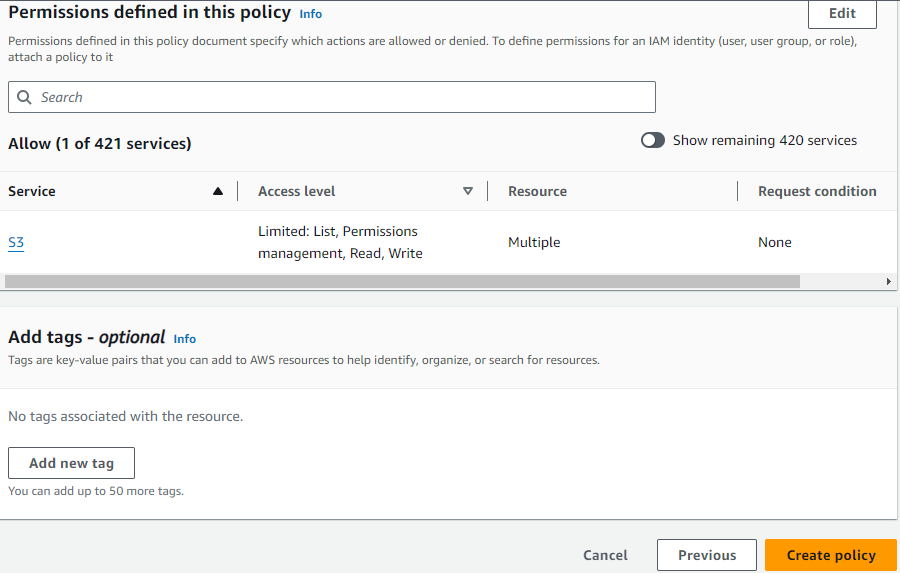 Permissions defined in this policy Info
Edit
Permissions defined in this policy document specify which actions are allowed or denied. To define permissions for an IAM identity (user, user group, or role),
attach a policy to it
Search
Allow (1 of 421 services)
Show remaining 420 services
Service
Access level
Resource
Request condition
S3
Limited: List, Permissions
management, Read, Write
Multiple
None
Add tags - optional Info
Tags are key-value pairs that you can add to AWS resources to help identify, organize, or search for resources.
No tags associated with the resource.
Add new tag
You can add up to 50 more tags.
Cancel
Previous
Create policy